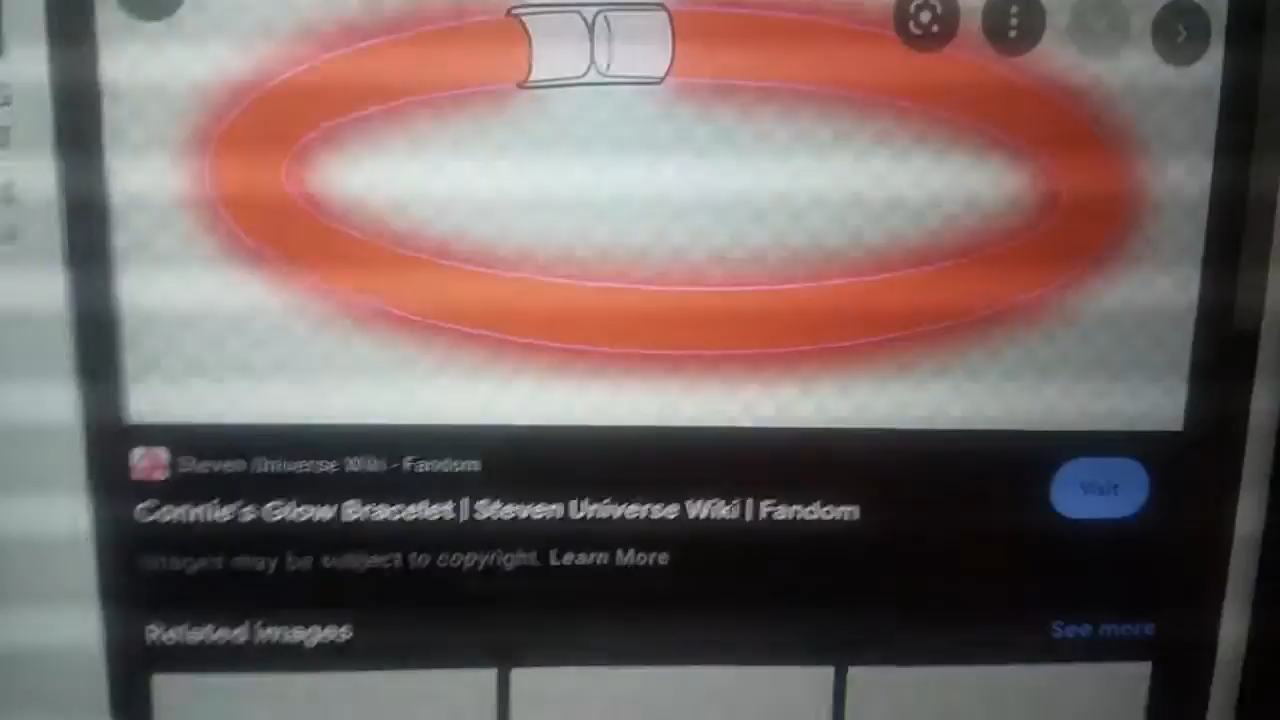 Steven Universe Wiki - Fandom
Visit
Connie's Glow Bracelet | Steven Universe Wiki | Fandom
Images may be subject to copyright. Learn More
Related images
See more